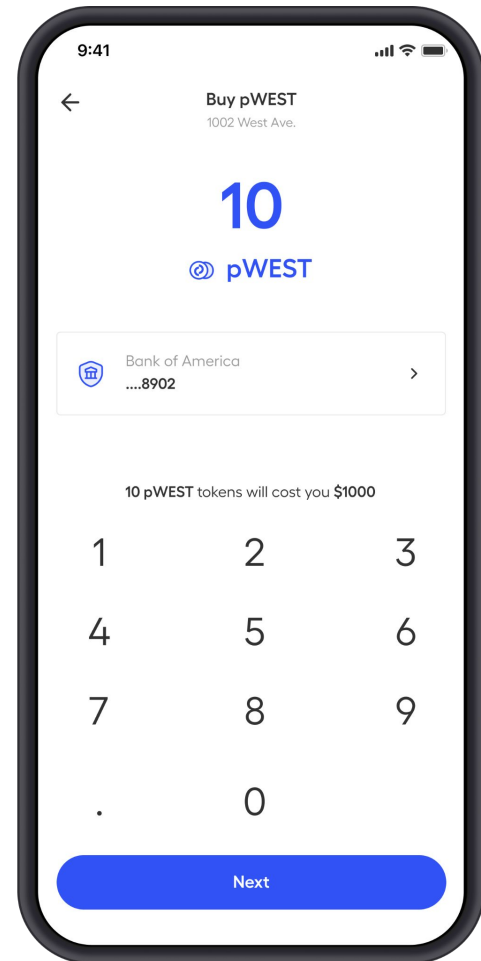 9:41
Buy pWEST
1002 West Ave.
10
pWEST
Bank of America
....8902
10 pWEST tokens will cost you $1000
1 2 3
4 5 6
7 8 9
. 0
Next